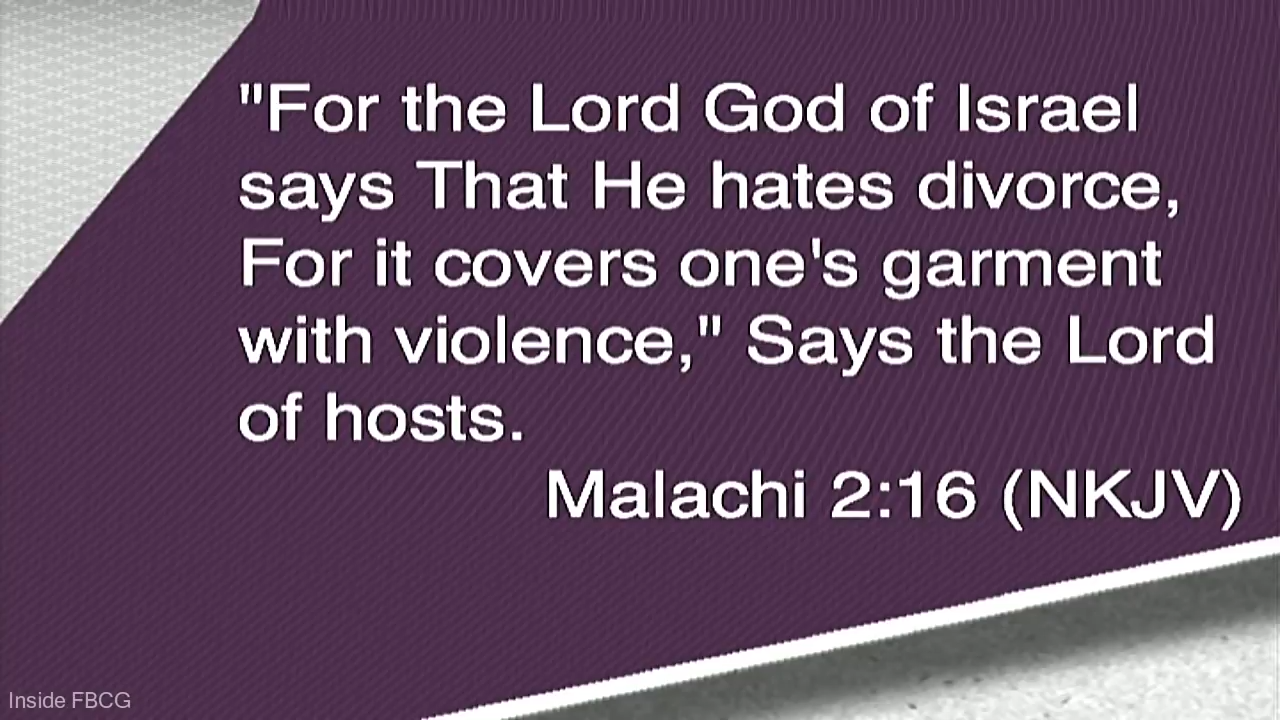 "For the Lord God of Israel
says That He hates divorce,
For it covers one's garment
with violence," Says the Lord
of hosts.
Malachi 2:16 (NKJV)
Inside FBCG